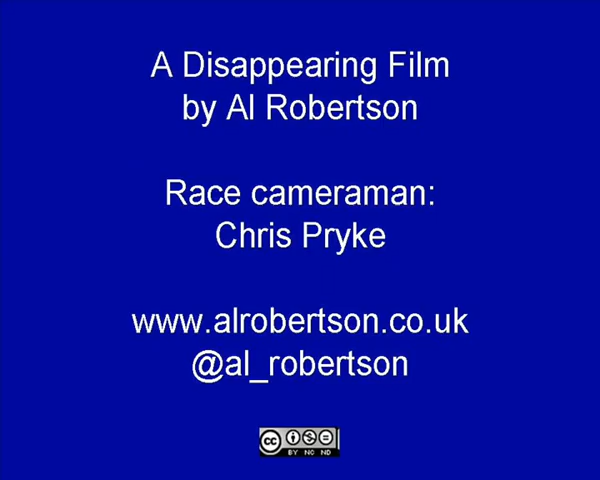 A Disappearing Film
by Al Robertson
Race cameraman:
Chris Pryke
www.alrobertson.co.uk
@al_robertson
cc
BY NC ND